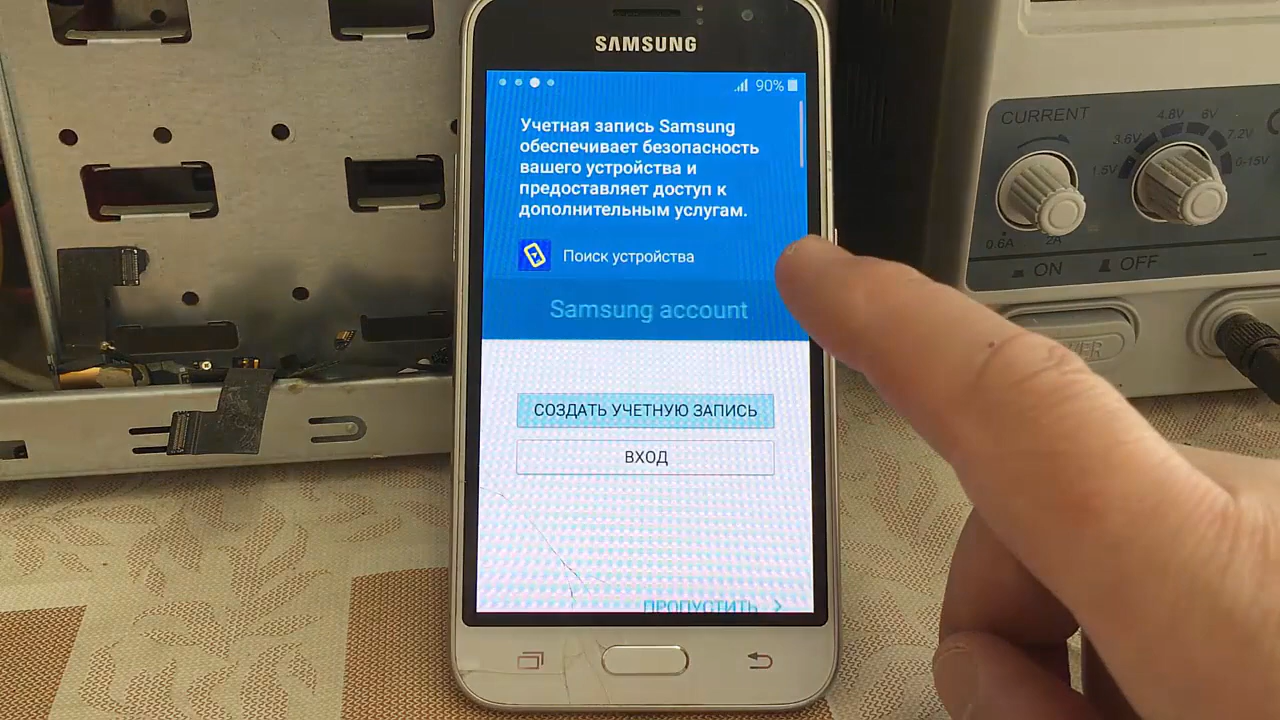 SAMSUNG
90%
Учетная запись Samsung
обеспечивает безопасность
вашего устройства и
предоставляет доступ к
дополнительным услугам.
Поиск устройства
Samsung account
СОЗДАТЬ УЧЕТНУЮ ЗАПИСЬ
ВХОД
ПРОПУСТИТЬ
CURRENT
0.6A 2A
1.5V 3.6V 4.8V 6V 7.2V 0-15V
ON OFF